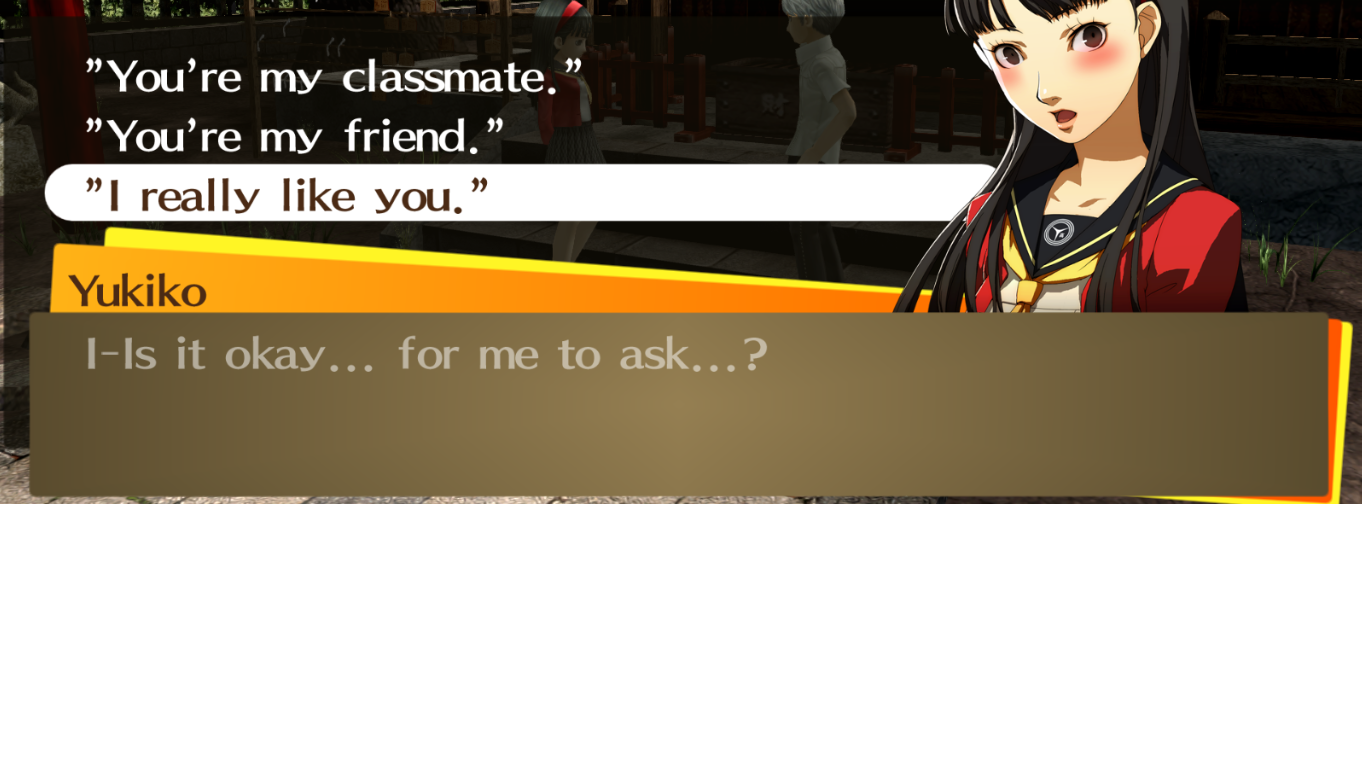 ”You’re my classmate.”
”You’re my friend.”
”I really like you.”
Yukiko
I-Is it okay... for me to ask...?